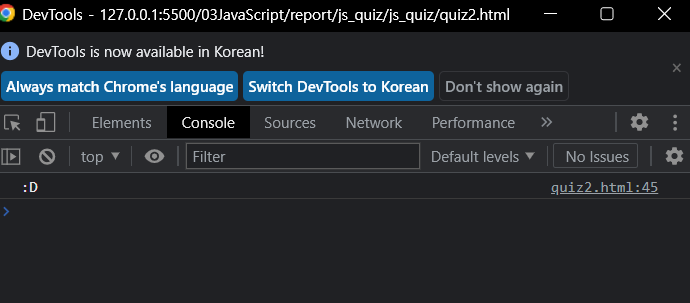 DevTools - 127.0.0.1:5500/03JavaScript/report/js_quiz/js_quiz/quiz2.html
DevTools is now available in Korean!
Always match Chrome's language Switch DevTools to Korean Don't show again
Elements Console Sources Network Performance
top Filter Default levels No Issues
:D quiz2.html:45